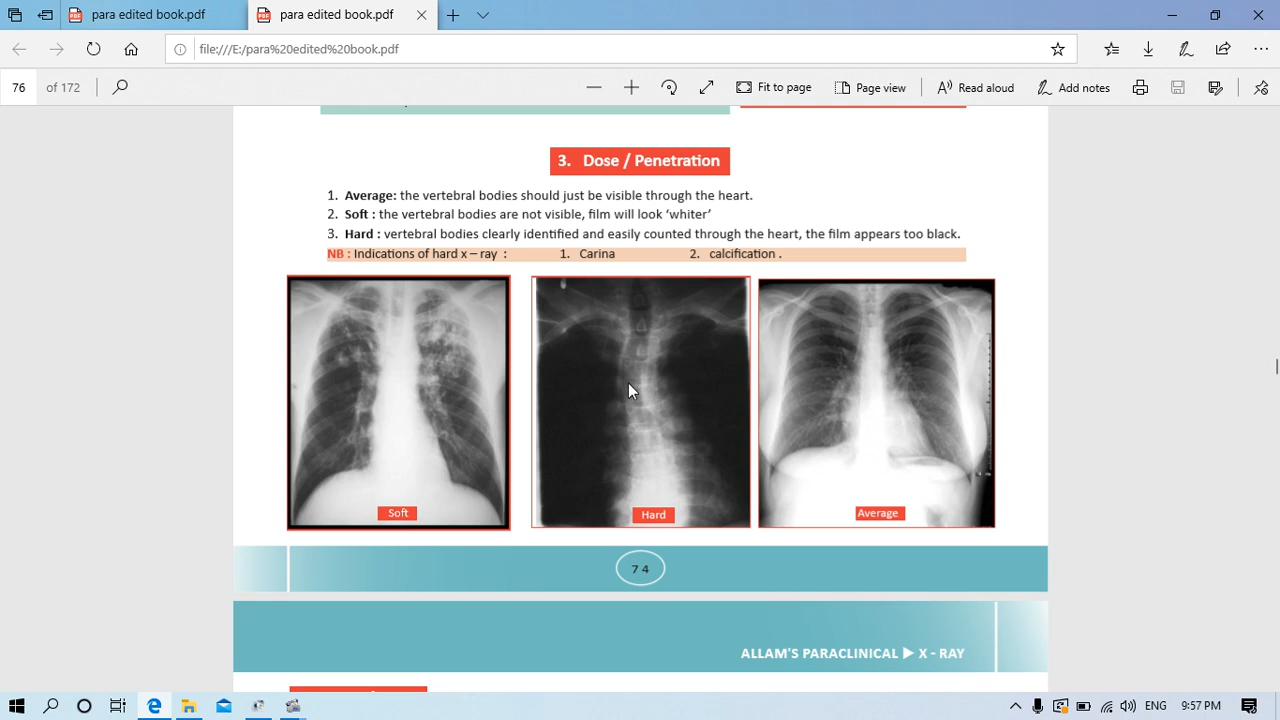 para edited book.pdf
para edited book.pdf
file:///E:/para%20edited%20book.pdf
76 of 172
Fit to page
Page view
Read aloud
Add notes
3. Dose / Penetration
1. Average: the vertebral bodies should just be visible through the heart.
2. Soft : the vertebral bodies are not visible, film will look ‘whiter’
3. Hard : vertebral bodies clearly identified and easily counted through the heart, the film appears too black.
NB : Indications of hard x – ray : 1. Carina 2. calcification .
Soft
Hard
Average
7 4
ALLAM'S PARACLINICAL ▶ X - RAY
ENG
9:57 PM